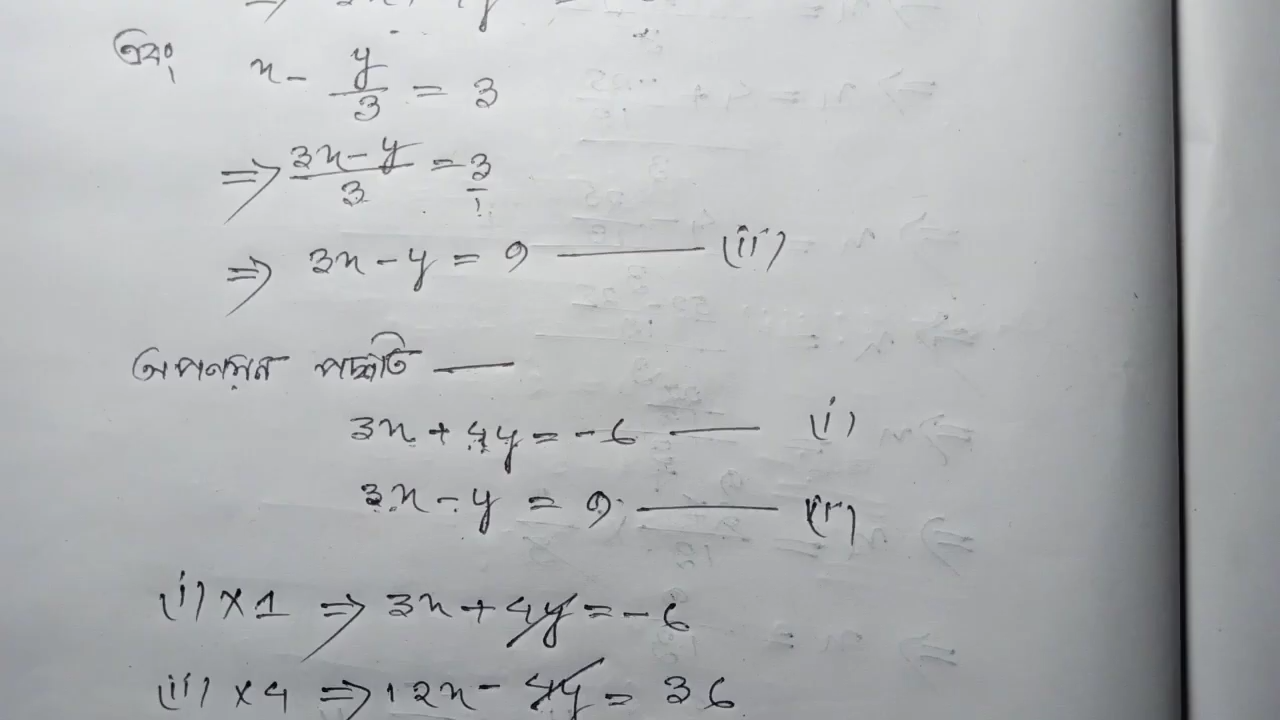 এবং x - y/3 = 3
⇒ 3x - y/3 = 3/1
⇒ 3x - y = 9 —— (ii)
অপনয়ন পদ্ধতি —
3x + 4y = -6 —— (i)
3x - y = 9 —— (ii)
(i) × 1 ⇒ 3x + 4y = -6
(ii) × 4 ⇒ 12x - 4y = 36